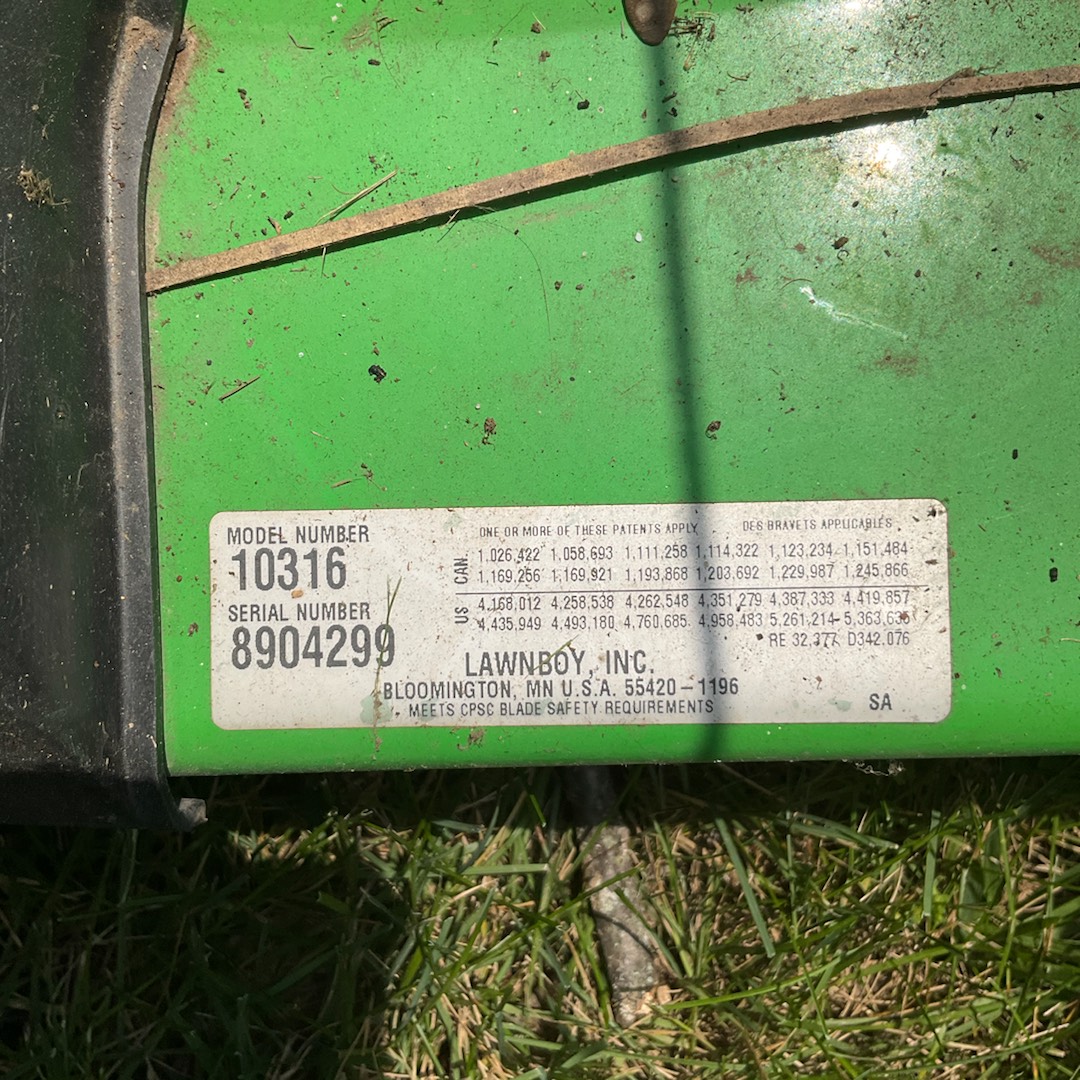 MODEL NUMBER
10316
SERIAL NUMBER
8904299
ONE OR MORE OF THESE PATENTS APPLY DES BRAVETS APPLICABLES
CAN. 1,026,422 1,058,693 1,111,258 1,114,322 1,123,234 1,151,484
1,169,256 1,169,921 1,193,868 1,203,692 1,229,987 1,245,866
US 4,168,012 4,258,538 4,262,548 4,351,279 4,387,333 4,419,857
4,435,949 4,493,180 4,760,685 4,958,483 5,261,214
RE 32,377 D342,076
LAWNBOY, INC.
BLOOMINGTON, MN U.S.A. 55420-1196
MEETS CPSC BLADE SAFETY REQUIREMENTS
SA